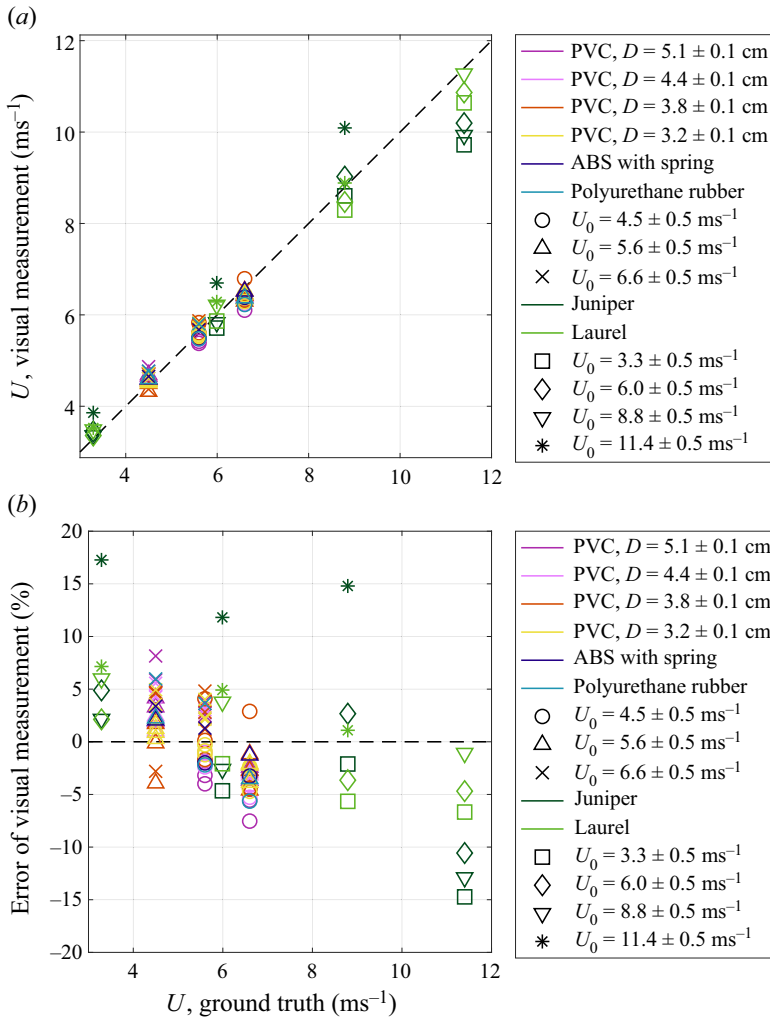 (a)
12
10
8
6
4
4
6
8
10
12
U, visual measurement (ms–1)
PVC, D = 5.1 ± 0.1 cm
PVC, D = 4.4 ± 0.1 cm
PVC, D = 3.8 ± 0.1 cm
PVC, D = 3.2 ± 0.1 cm
ABS with spring
Polyurethane rubber
U0 = 4.5 ± 0.5 ms–1
U0 = 5.6 ± 0.5 ms–1
U0 = 6.6 ± 0.5 ms–1
Juniper
Laurel
U0 = 3.3 ± 0.5 ms–1
U0 = 6.0 ± 0.5 ms–1
U0 = 8.8 ± 0.5 ms–1
U0 = 11.4 ± 0.5 ms–1
(b)
20
15
10
5
0
–5
–10
–15
–20
4
6
8
10
12
Error of visual measurement (%)
U, ground truth (ms–1)
PVC, D = 5.1 ± 0.1 cm
PVC, D = 4.4 ± 0.1 cm
PVC, D = 3.8 ± 0.1 cm
PVC, D = 3.2 ± 0.1 cm
ABS with spring
Polyurethane rubber
U0 = 4.5 ± 0.5 ms–1
U0 = 5.6 ± 0.5 ms–1
U0 = 6.6 ± 0.5 ms–1
Juniper
Laurel
U0 = 3.3 ± 0.5 ms–1
U0 = 6.0 ± 0.5 ms–1
U0 = 8.8 ± 0.5 ms–1
U0 = 11.4 ± 0.5 ms–1